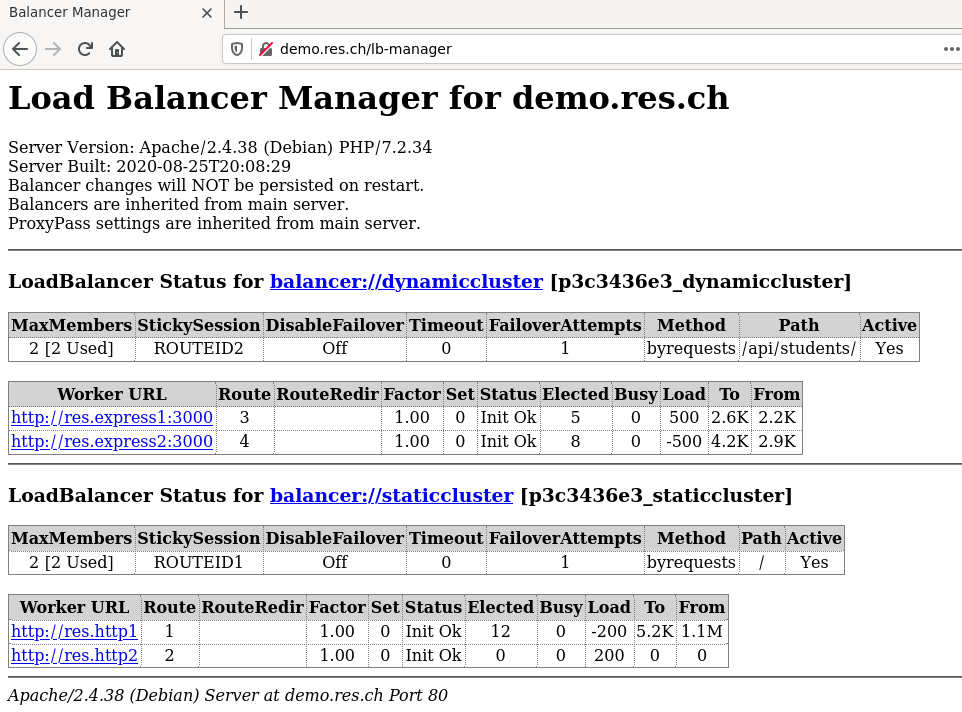 Balancer Manager
demo.res.ch/lb-manager
Load Balancer Manager for demo.res.ch
Server Version: Apache/2.4.38 (Debian) PHP/7.2.34
Server Built: 2020-08-25T20:08:29
Balancer changes will NOT be persisted on restart.
Balancers are inherited from main server.
ProxyPass settings are inherited from main server.
LoadBalancer Status for balancer://dynamiccluster [p3c3436e3_dynamiccluster]
MaxMembers StickySession DisableFailover Timeout FailoverAttempts Method Path Active
2 [2 Used] ROUTEID2 Off 0 1 byrequests /api/students/ Yes
Worker URL Route RouteRedir Factor Set Status Elected Busy Load To From
http://res.express1:3000 3 1.00 0 Init Ok 5 0 500 2.6K 2.2K
http://res.express2:3000 4 1.00 0 Init Ok 8 0 -500 4.2K 2.9K
LoadBalancer Status for balancer://staticcluster [p3c3436e3_staticcluster]
MaxMembers StickySession DisableFailover Timeout FailoverAttempts Method Path Active
2 [2 Used] ROUTEID1 Off 0 1 byrequests / Yes
Worker URL Route RouteRedir Factor Set Status Elected Busy Load To From
http://res.http1 1 1.00 0 Init Ok 12 0 -200 5.2K 1.1M
http://res.http2 2 1.00 0 Init Ok 0 0 200 0 0
Apache/2.4.38 (Debian) Server at demo.res.ch Port 80